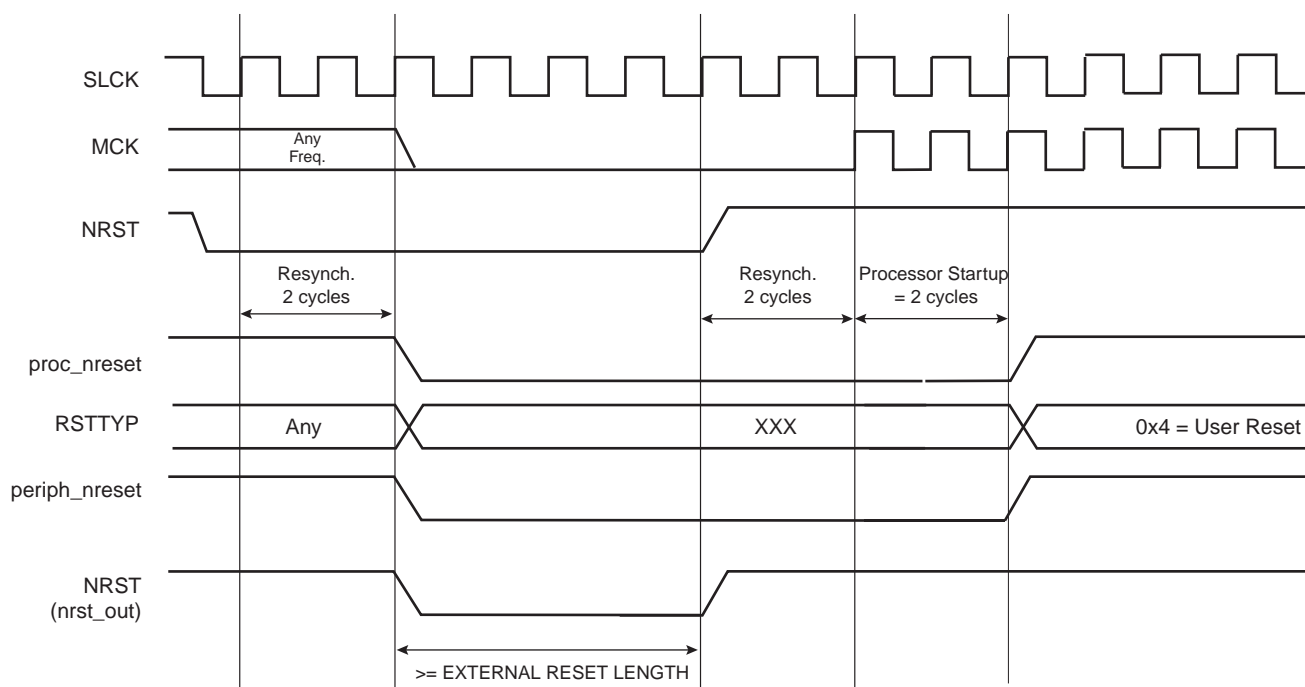 SLCK
MCK
Any
Freq.
NRST
Resynch.
2 cycles
Resynch.
2 cycles
Processor Startup
= 2 cycles
proc_nreset
RSTTYP
Any
XXX
0x4 = User Reset
periph_nreset
NRST
(nrst_out)
>= EXTERNAL RESET LENGTH